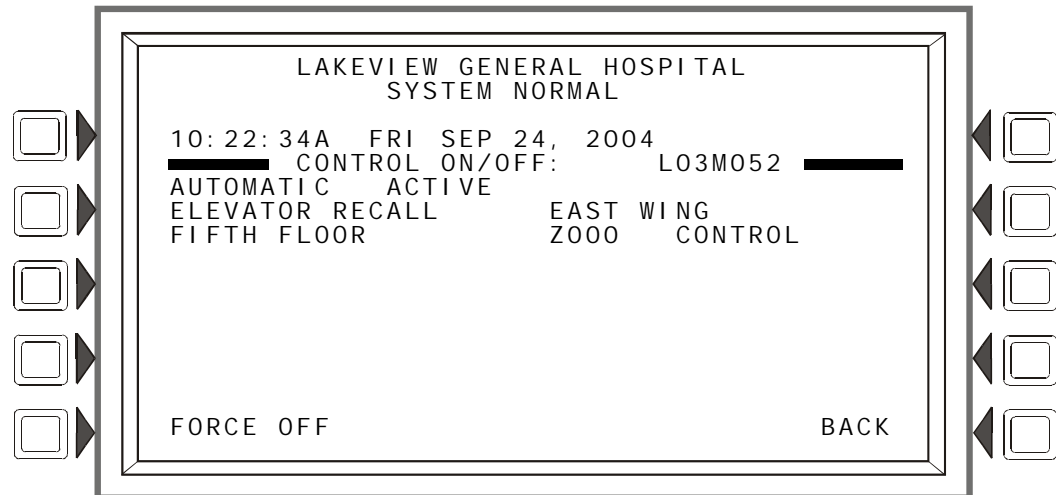 LAKEVIEW GENERAL HOSPITAL
SYSTEM NORMAL
10:22:34A FRI SEP 24, 2004
CONTROL ON/OFF: L03M052
AUTOMATIC ACTIVE
ELEVATOR RECALL EAST WING
FIFTH FLOOR Z000 CONTROL
FORCE OFF BACK